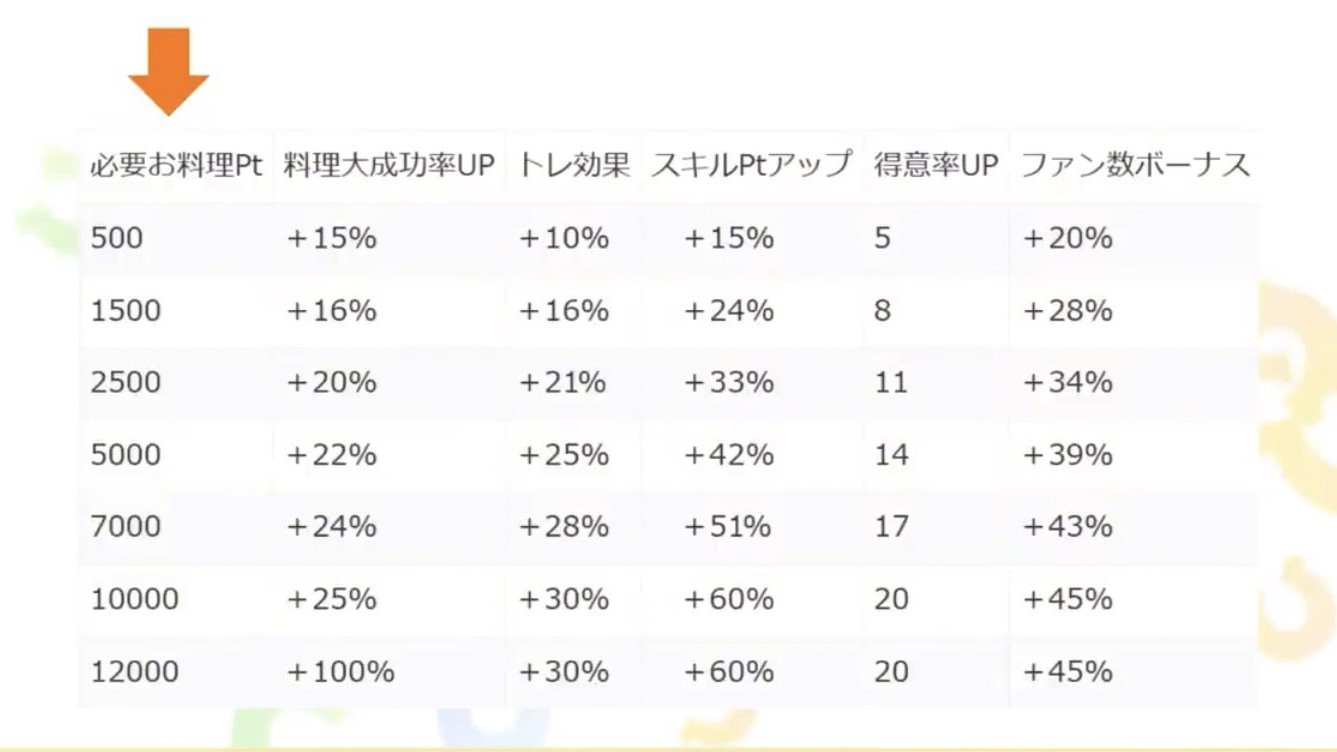 必要お料理Pt 料理大成功率UP トレ効果 スキルPtアップ 得意率UP ファン数ボーナス
500 +15% +10% +15% 5 +20%
1500 +16% +16% +24% 8 +28%
2500 +20% +21% +33% 11 +34%
5000 +22% +25% +42% 14 +39%
7000 +24% +28% +51% 17 +43%
10000 +25% +30% +60% 20 +45%
12000 +100% +30% +60% 20 +45%